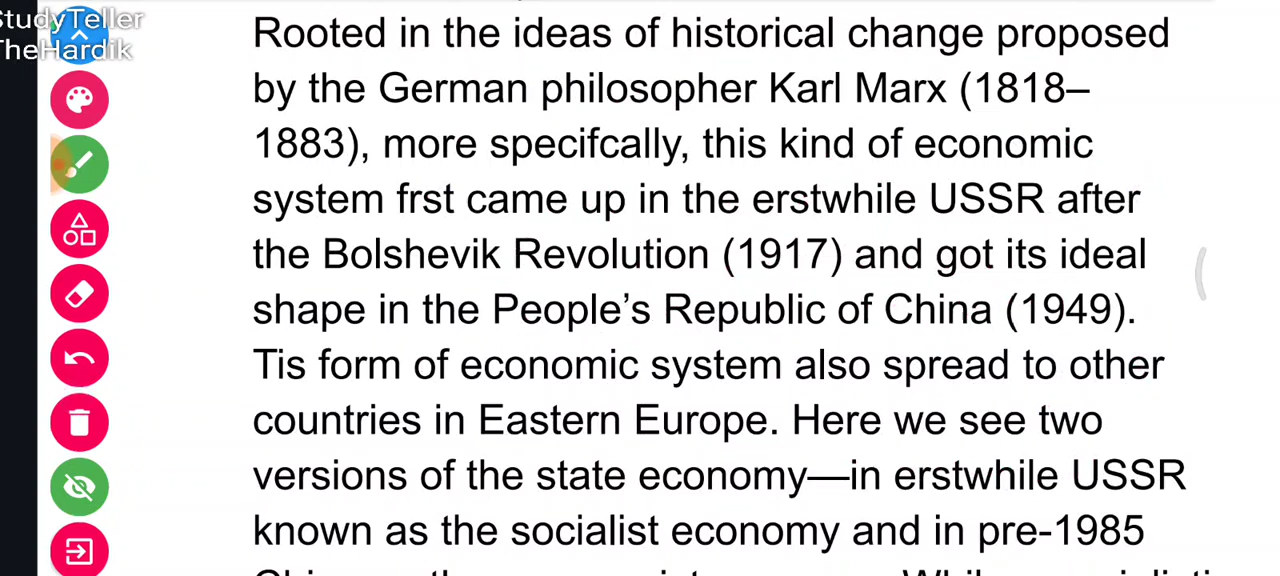 StudyTeller
TheHardik
Rooted in the ideas of historical change proposed
by the German philosopher Karl Marx (1818–
1883), more specifcally, this kind of economic
system frst came up in the erstwhile USSR after
the Bolshevik Revolution (1917) and got its ideal
shape in the People’s Republic of China (1949).
Tis form of economic system also spread to other
countries in Eastern Europe. Here we see two
versions of the state economy—in erstwhile USSR
known as the socialist economy and in pre-1985